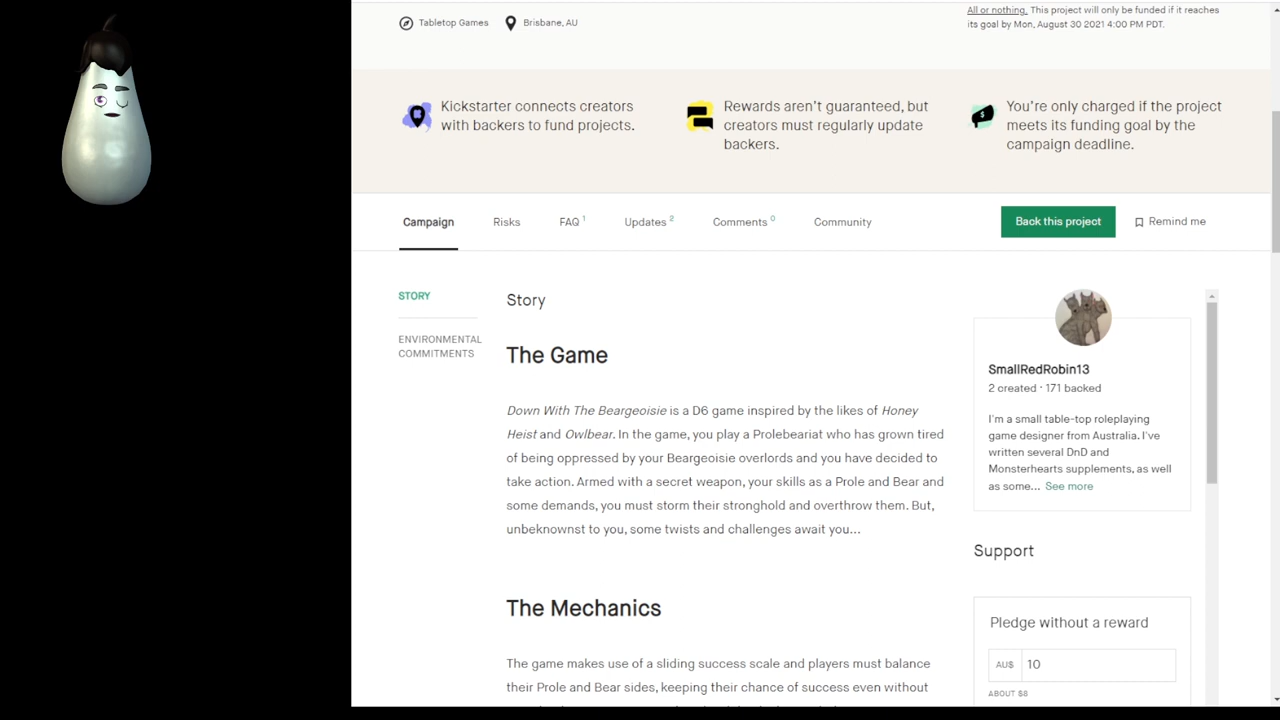 All or nothing. This project will only be funded if it reaches
its goal by Mon, August 30 2021 4:00 PM PDT.
Tabletop Games
Brisbane, AU
Kickstarter connects creators
with backers to fund projects.
Rewards aren't guaranteed, but
creators must regularly update
backers.
You're only charged if the project
meets its funding goal by the
campaign deadline.
Campaign
Risks
FAQ 1
Updates 2
Comments 0
Community
Back this project
Remind me
STORY
ENVIRONMENTAL
COMMITMENTS
Story
The Game
Down With The Beargeoisie is a D6 game inspired by the likes of Honey
Heist and Owlbear. In the game, you play a Prolebeariat who has grown tired
of being oppressed by your Beargeoisie overlords and you have decided to
take action. Armed with a secret weapon, your skills as a Prole and Bear and
some demands, you must storm their stronghold and overthrow them. But,
unbeknownst to you, some twists and challenges await you...
The Mechanics
The game makes use of a sliding success scale and players must balance
their Prole and Bear sides, keeping their chance of success even without
SmallRedRobin13
2 created · 171 backed
I'm a small table-top roleplaying
game designer from Australia. I've
written several DnD and
Monsterhearts supplements, as well
as some... See more
Support
Pledge without a reward
AU$ 10
ABOUT $8